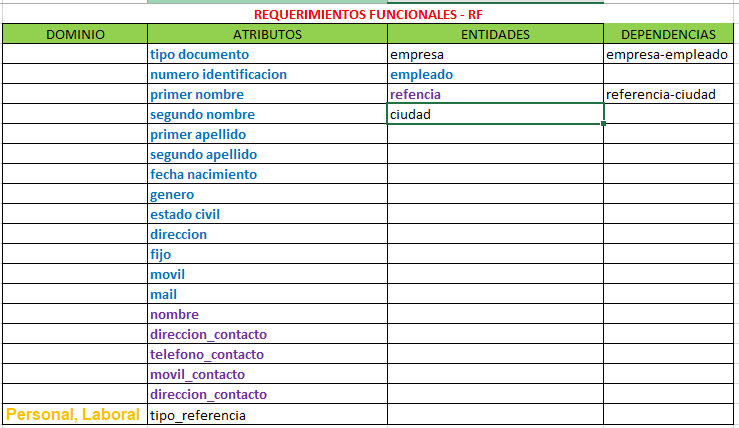 REQUERIMIENTOS FUNCIONALES - RF
DOMINIO ATRIBUTOS ENTIDADES DEPENDENCIAS
tipo documento empresa empresa-empleado
numero identificacion empleado
primer nombre refencia referencia-ciudad
segundo nombre ciudad
primer apellido
segundo apellido
fecha nacimiento
genero
estado civil
direccion
fijo
movil
mail
nombre
direccion_contacto
telefono_contacto
movil_contacto
direccion_contacto
Personal, Laboral tipo_referencia